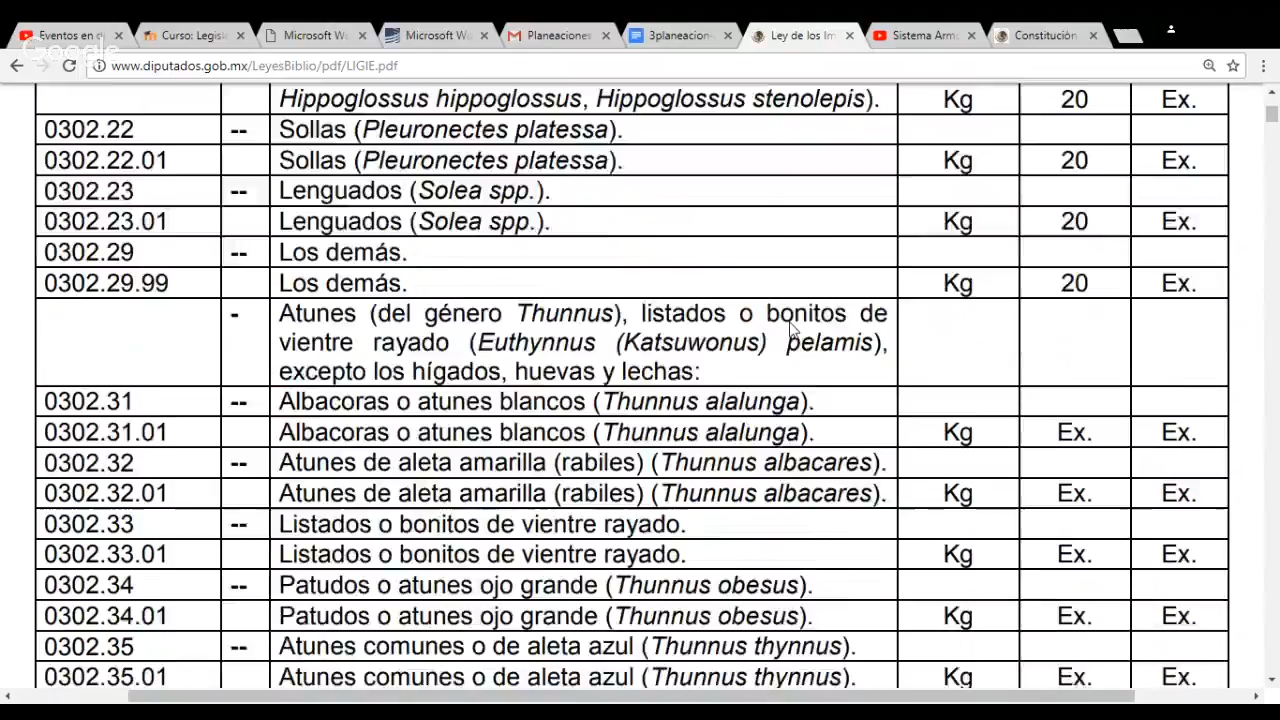 Eventos en d
Curso: Legisl
Microsoft Wo
Microsoft Wo
Planeaciones
3planeacion-
Ley de los Im
Sistema Armo
Constitución
Google
www.diputados.gob.mx/LeyesBiblio/pdf/LIGIE.pdf
Hippoglossus hippoglossus, Hippoglossus stenolepis). Kg 20 Ex.
0302.22 -- Sollas (Pleuronectes platessa).
0302.22.01 Sollas (Pleuronectes platessa). Kg 20 Ex.
0302.23 -- Lenguados (Solea spp.).
0302.23.01 Lenguados (Solea spp.). Kg 20 Ex.
0302.29 -- Los demás.
0302.29.99 Los demás. Kg 20 Ex.
- Atunes (del género Thunnus), listados o bonitos de
vientre rayado (Euthynnus (Katsuwonus) pelamis),
excepto los hígados, huevas y lechas:
0302.31 -- Albacoras o atunes blancos (Thunnus alalunga).
0302.31.01 Albacoras o atunes blancos (Thunnus alalunga). Kg Ex. Ex.
0302.32 -- Atunes de aleta amarilla (rabiles) (Thunnus albacares).
0302.32.01 Atunes de aleta amarilla (rabiles) (Thunnus albacares). Kg Ex. Ex.
0302.33 -- Listados o bonitos de vientre rayado.
0302.33.01 Listados o bonitos de vientre rayado. Kg Ex. Ex.
0302.34 -- Patudos o atunes ojo grande (Thunnus obesus).
0302.34.01 Patudos o atunes ojo grande (Thunnus obesus). Kg Ex. Ex.
0302.35 -- Atunes comunes o de aleta azul (Thunnus thynnus).
0302.35.01 Atunes comunes o de aleta azul (Thunnus thynnus). Kg Ex. Ex.